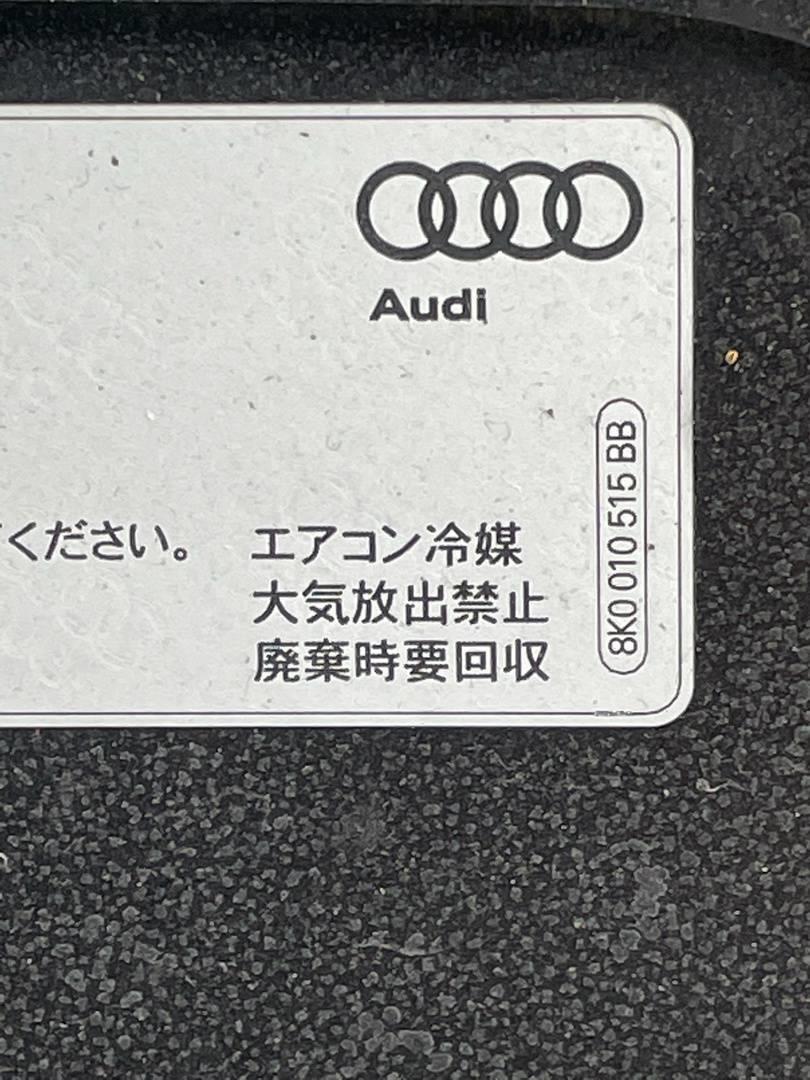 Audi
8K0 010 515 BB
てください。
エアコン冷媒
大気放出禁止
廃棄時要回収